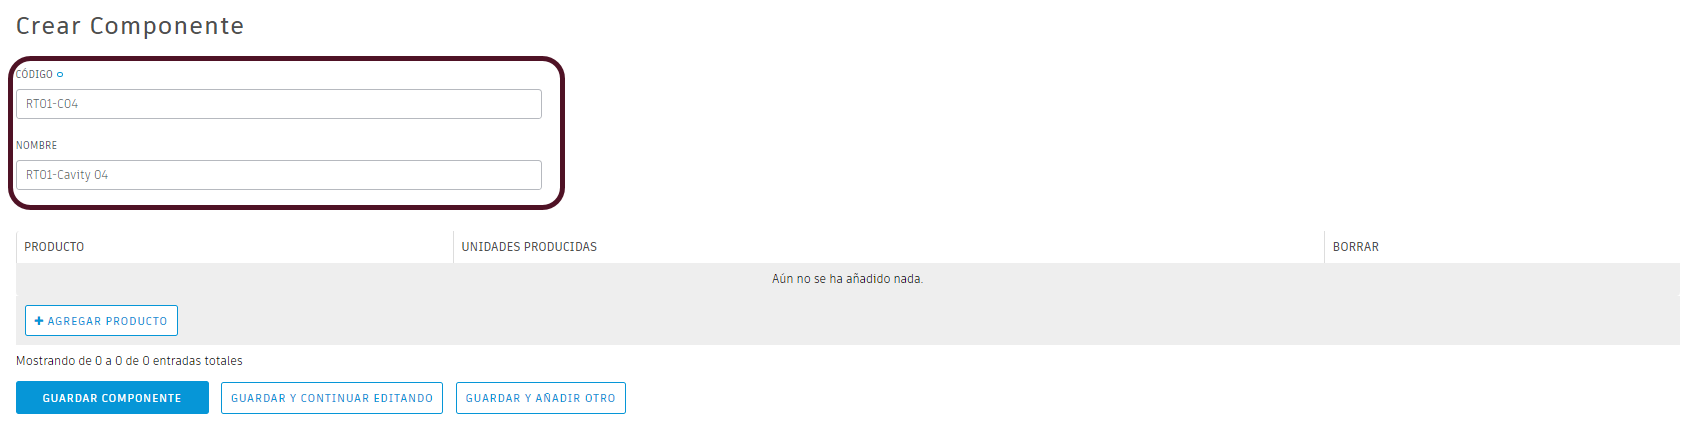 Crear Componente
CÓDIGO
RT01-C04
NOMBRE
RT01-Cavity 04
PRODUCTO UNIDADES PRODUCIDAS BORRAR
Aún no se ha añadido nada.
+ AGREGAR PRODUCTO
Mostrando de 0 a 0 de 0 entradas totales
GUARDAR COMPONENTE GUARDAR Y CONTINUAR EDITANDO GUARDAR Y AÑADIR OTRO